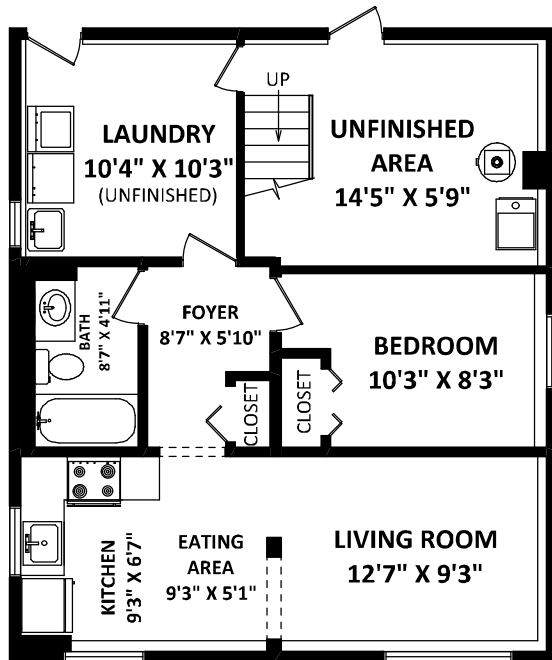 UP
LAUNDRY
10'4" X 10'3"
(UNFINISHED)
UNFINISHED
AREA
14'5" X 5'9"
BATH
8'7" X 4'11"
FOYER
8'7" X 5'10"
BEDROOM
10'3" X 8'3"
CLOSET
CLOSET
KITCHEN
9'3" X 6'7"
EATING
AREA
9'3" X 5'1"
LIVING ROOM
12'7" X 9'3"